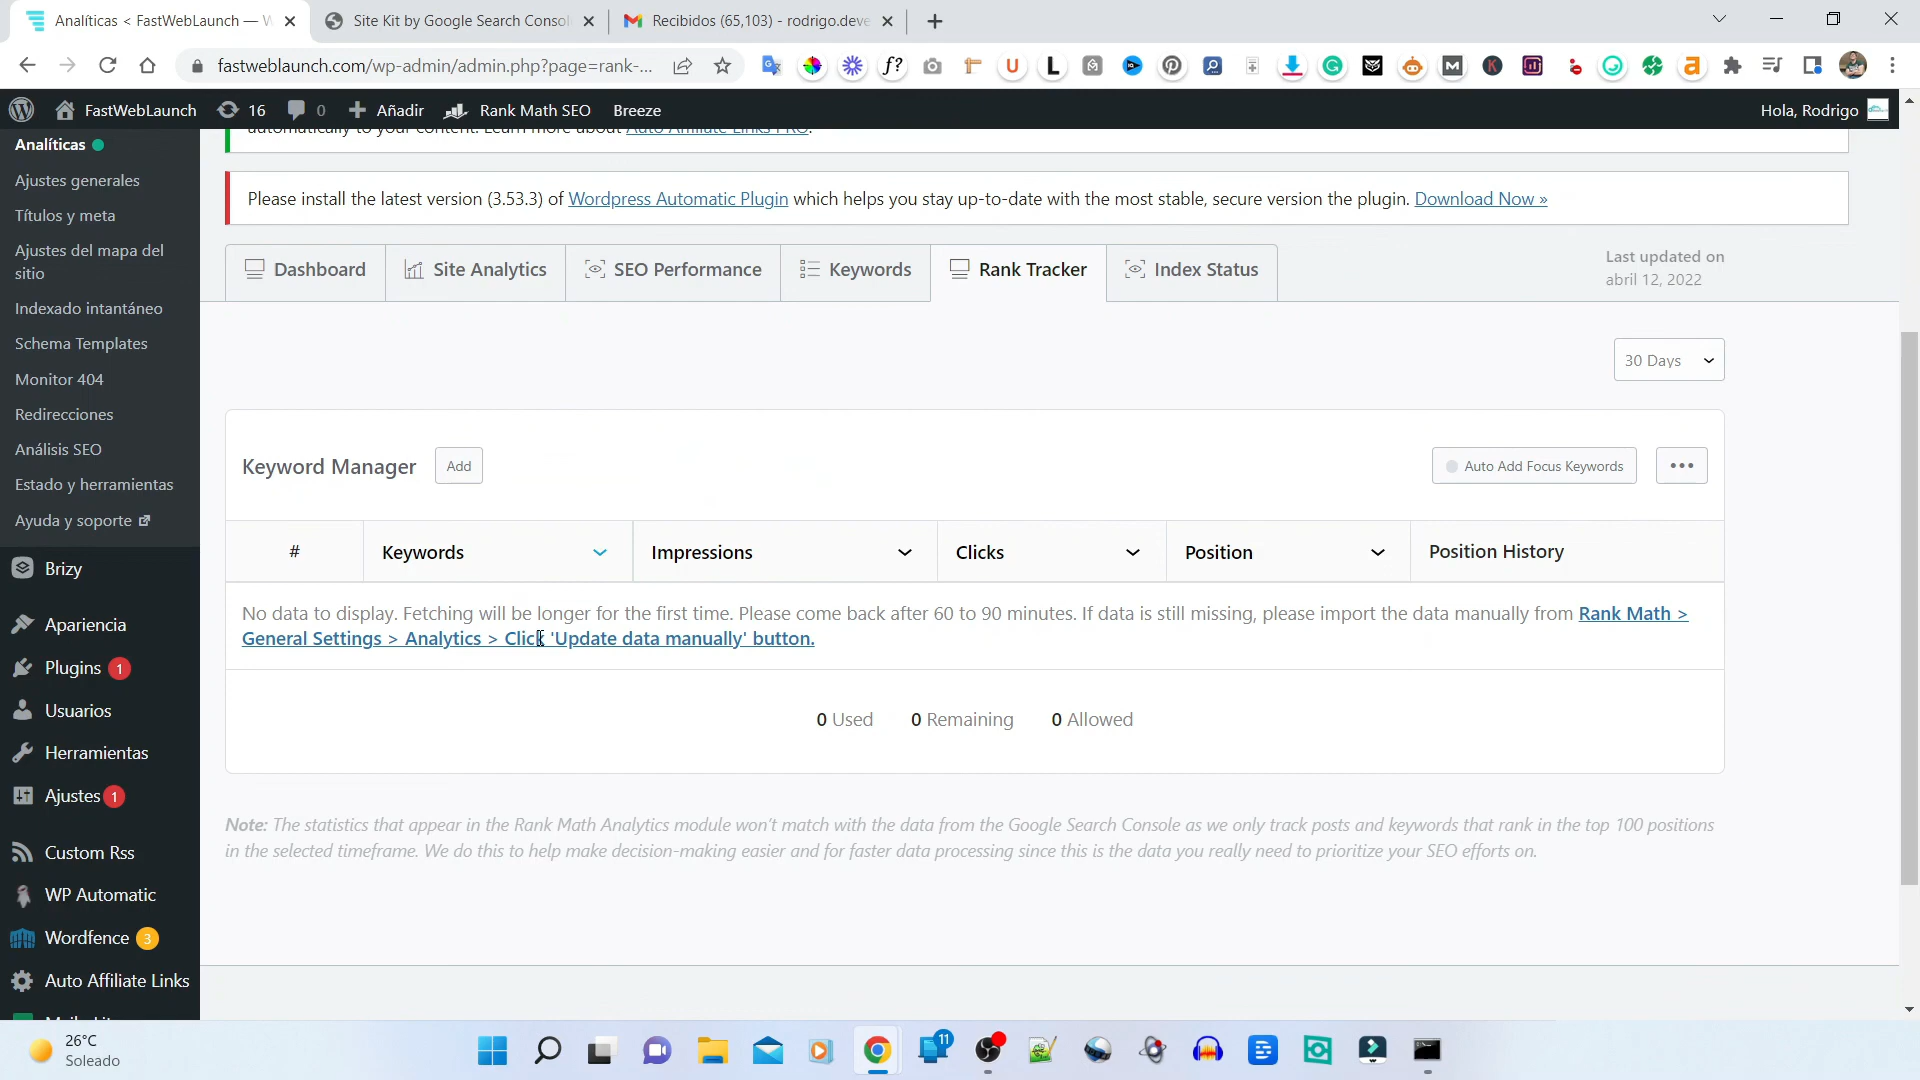 Analíticas < FastWebLaunch — W
Site Kit by Google Search Consol
Recibidos (65,103) - rodrigo.deve
fastweblaunch.com/wp-admin/admin.php?page=rank-...
FastWebLaunch
16
0
Añadir
Rank Math SEO
Breeze
Hola, Rodrigo
Analíticas
Ajustes generales
Títulos y meta
Ajustes del mapa del
sitio
Indexado intantáneo
Schema Templates
Monitor 404
Redirecciones
Análisis SEO
Estado y herramientas
Ayuda y soporte
Brizy
Apariencia
Plugins 1
Usuarios
Herramientas
Ajustes 1
Custom Rss
WP Automatic
Wordfence 3
Auto Affiliate Links
automatically to your content. Learn more about Auto Affiliate Links PRO.
Please install the latest version (3.53.3) of Wordpress Automatic Plugin which helps you stay up-to-date with the most stable, secure version the plugin. Download Now »
Dashboard
Site Analytics
SEO Performance
Keywords
Rank Tracker
Index Status
Last updated on
abril 12, 2022
30 Days
Keyword Manager
Add
Auto Add Focus Keywords
•••
#
Keywords
Impressions
Clicks
Position
Position History
No data to display. Fetching will be longer for the first time. Please come back after 60 to 90 minutes. If data is still missing, please import the data manually from Rank Math >
General Settings > Analytics > Click 'Update data manually' button.
0 Used
0 Remaining
0 Allowed
Note: The statistics that appear in the Rank Math Analytics module won't match with the data from the Google Search Console as we only track posts and keywords that rank in the top 100 positions
in the selected timeframe. We do this to help make decision-making easier and for faster data processing since this is the data you really need to prioritize your SEO efforts on.
26°C
Soleado
11